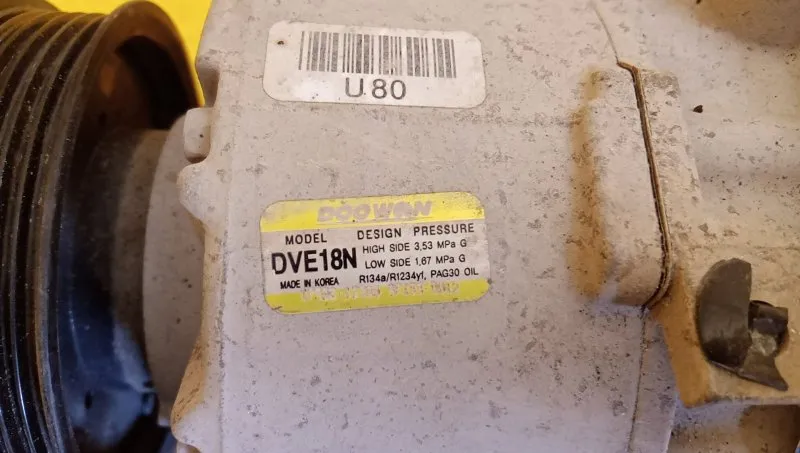 U80
DOOWON
MODEL DESIGN PRESSURE
DVE18N HIGH SIDE 3,53 MPa G
LOW SIDE 1,67 MPa G
MADE IN KOREA R134a/R1234yf, PAG30 OIL